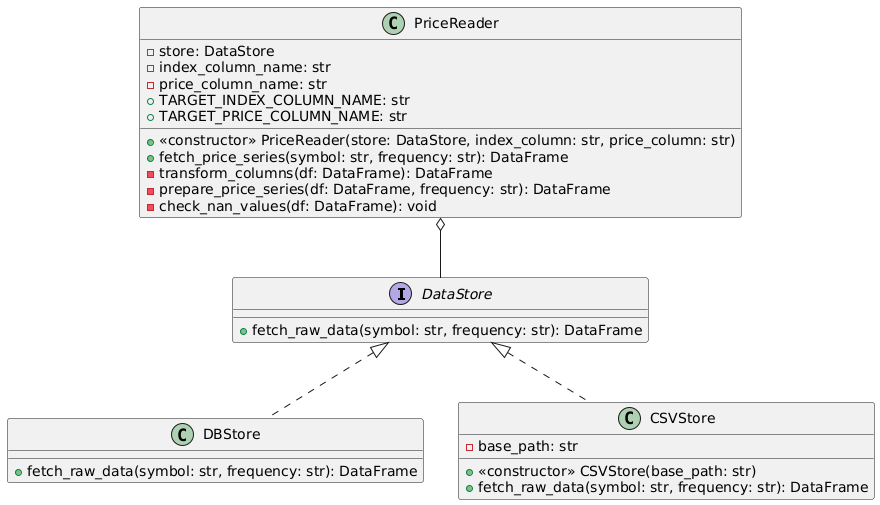 C PriceReader
store: DataStore
index_column_name: str
price_column_name: str
TARGET_INDEX_COLUMN_NAME: str
TARGET_PRICE_COLUMN_NAME: str
«constructor» PriceReader(store: DataStore, index_column: str, price_column: str)
fetch_price_series(symbol: str, frequency: str): DataFrame
transform_columns(df: DataFrame): DataFrame
prepare_price_series(df: DataFrame, frequency: str): DataFrame
check_nan_values(df: DataFrame): void
I DataStore
fetch_raw_data(symbol: str, frequency: str): DataFrame
C DBStore
fetch_raw_data(symbol: str, frequency: str): DataFrame
C CSVStore
base_path: str
«constructor» CSVStore(base_path: str)
fetch_raw_data(symbol: str, frequency: str): DataFrame